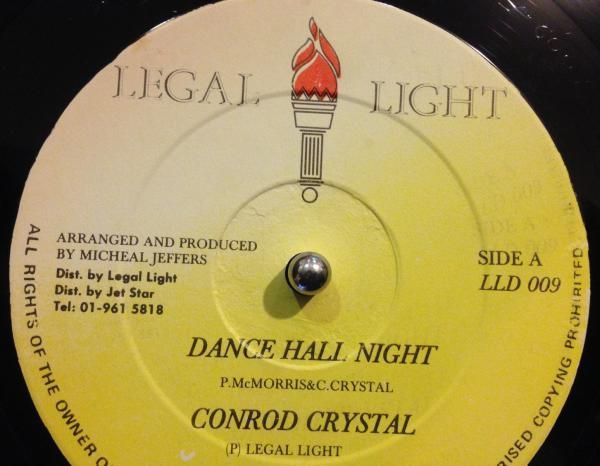 LEGAL LIGHT
ARRANGED AND PRODUCED
BY MICHEAL JEFFERS
Dist. by Legal Light
Dist. by Jet Star
Tel: 01-961 5818
SIDE A
LLD 009
DANCE HALL NIGHT
P.McMORRIS&C.CRYSTAL
CONROD CRYSTAL
(P) LEGAL LIGHT
ALL RIGHTS OF THE OWNER
COPYING PROHIBITED